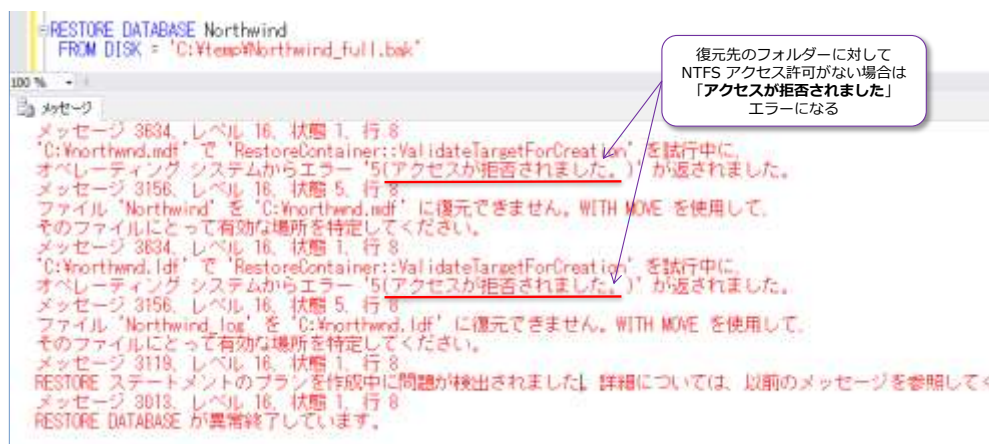 RESTORE DATABASE Northwind
FROM DISK = 'C:¥temp¥Northwind_full.bak'
復元先のフォルダーに対して
NTFS アクセス許可がない場合は
「アクセスが拒否されました」
エラーになる
100 %
メッセージ
メッセージ 3634、レベル 16、状態 1、行 8
'C:¥northwnd.mdf' で 'RestoreContainer::ValidateTargetForCreation' を試行中に、
オペレーティング システムからエラー '5(アクセスが拒否されました。)' が返されました。
メッセージ 3156、レベル 16、状態 5、行 8
ファイル 'Northwind' を 'C:¥northwnd.mdf' に復元できません。WITH MOVE を使用して、
そのファイルにとって有効な場所を特定してください。
メッセージ 3634、レベル 16、状態 1、行 8
'C:¥northwnd.ldf' で 'RestoreContainer::ValidateTargetForCreation' を試行中に、
オペレーティング システムからエラー '5(アクセスが拒否されました。)' が返されました。
メッセージ 3156、レベル 16、状態 5、行 8
ファイル 'Northwind_log' を 'C:¥northwnd.ldf' に復元できません。WITH MOVE を使用して、
そのファイルにとって有効な場所を特定してください。
メッセージ 3119、レベル 16、状態 1、行 8
RESTORE ステートメントのプランを作成中に問題が検出されました。詳細については、以前のメッセージを参照してく
メッセージ 3013、レベル 16、状態 1、行 8
RESTORE DATABASE が異常終了しています。